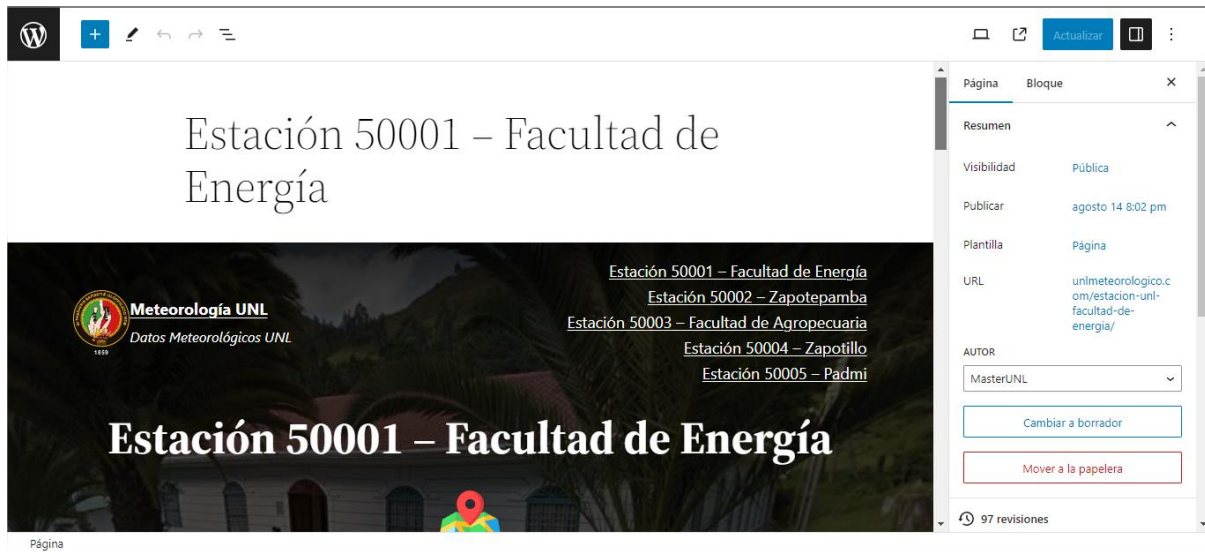 Actualizar
Estación 50001 – Facultad de
Energía
Estación 50001 – Facultad de Energía
Estación 50002 – Zapotepamba
Estación 50003 – Facultad de Agropecuaria
Estación 50004 – Zapotillo
Estación 50005 – Padmi
1859
Meteorología UNL
Datos Meteorológicos UNL
Estación 50001 – Facultad de Energía
Página Bloque
Resumen
Visibilidad Pública
Publicar agosto 14 8:02 pm
Plantilla Página
URL unlmeteorologico.c
om/estacion-unl-
facultad-de-
energia/
AUTOR
MasterUNL
Cambiar a borrador
Mover a la papelera
97 revisiones
Página